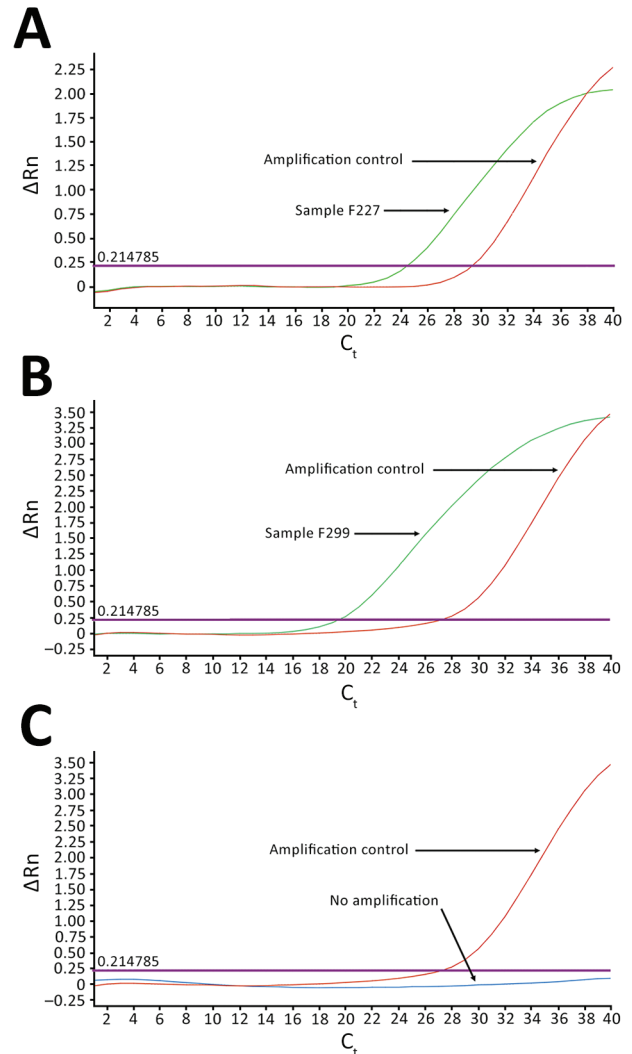 A
2.25
2.00
1.75
1.50
1.25
1.00
0.75
0.50
0.25
0
ΔRn
Amplification control
Sample F227
0.214785
2 4 6 8 10 12 14 16 18 20 22 24 26 28 30 32 34 36 38 40
Ct
B
3.50
3.25
3.00
2.75
2.50
2.25
2.00
1.75
1.50
1.25
1.00
0.75
0.50
0.25
0
–0.25
ΔRn
Amplification control
Sample F299
0.214785
2 4 6 8 10 12 14 16 18 20 22 24 26 28 30 32 34 36 38 40
Ct
C
3.50
3.25
3.00
2.75
2.50
2.25
2.00
1.75
1.50
1.25
1.00
0.75
0.50
0.25
0
–0.25
ΔRn
Amplification control
No amplification
0.214785
2 4 6 8 10 12 14 16 18 20 22 24 26 28 30 32 34 36 38 40
Ct